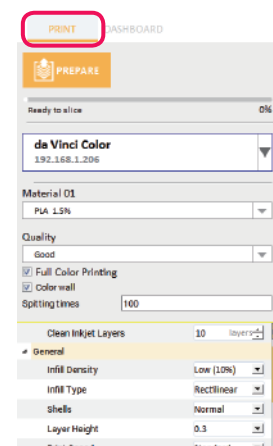 PRINT DASHBOARD
PREPARE
Ready to slice 0%
da Vinci Color
192.168.1.206
Material 01
PLA 1.5%
Quality
Good
Full Color Printing
Color wall
Spitting times 100
Clean Inkjet Layers 10 layers
General
Infill Density Low (10%)
Infill Type Rectilinear
Shells Normal
Layer Height 0.3